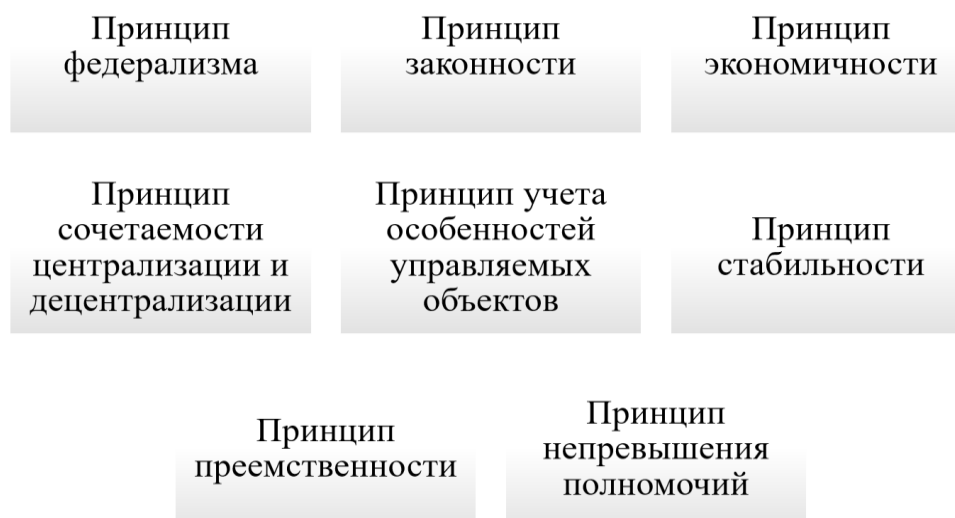 Принцип
федерализма
Принцип
законности
Принцип
экономичности
Принцип
сочетаемости
централизации и
децентрализации
Принцип учета
особенностей
управляемых
объектов
Принцип
стабильности
Принцип
преемственности
Принцип
непревышения
полномочий